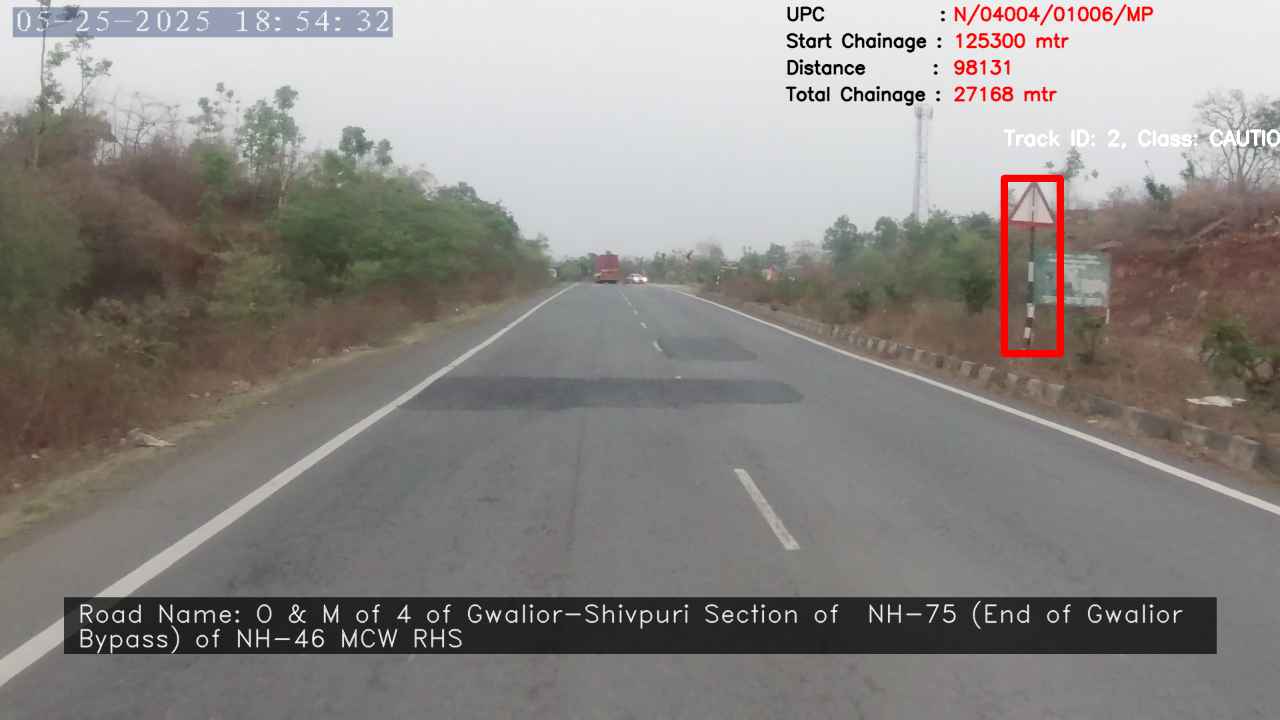 05-25-2025 18:54:32
UPC : N/04004/01006/MP
Start Chainage : 125300 mtr
Distance : 98131
Total Chainage : 27168 mtr
Track ID: 2, Class: CAUTIO
Road Name: O & M of 4 of Gwalior-Shivpuri Section of NH-75 (End of Gwalior
Bypass) of NH-46 MCW RHS